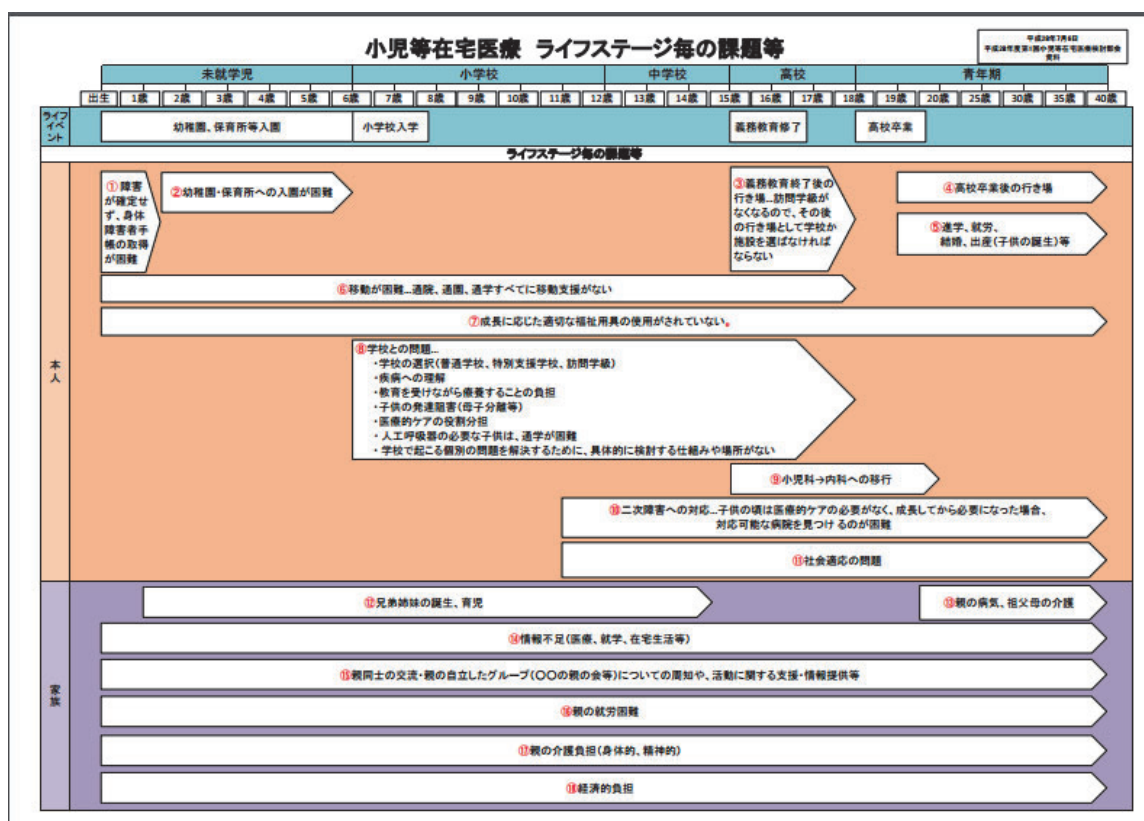 小児等在宅医療 ライフステージ毎の課題等
平成28年7月6日
平成28年度第1回小児等在宅医療検討部会
資料
未就学児 小学校 中学校 高校 青年期
出生 1歳 2歳 3歳 4歳 5歳 6歳 7歳 8歳 9歳 10歳 11歳 12歳 13歳 14歳 15歳 16歳 17歳 18歳 19歳 20歳 25歳 30歳 35歳 40歳
ライフ
イベ
ント
幼稚園、保育所等入園 小学校入学 義務教育修了 高校卒業
ライフステージ毎の課題等
本人
①障害
が確定せ
ず、身体
障害者手
帳の取得
が困難
②幼稚園・保育所への入園が困難
③義務教育終了後の
行き場…訪問学級が
なくなるので、その後
の行き場として学校か
施設を選ばなければ
ならない
④高校卒業後の行き場
⑤進学、就労、
結婚、出産(子供の誕生)等
⑥移動が困難…通院、通園、通学すべてに移動支援がない
⑦成長に応じた適切な福祉用具の使用がされていない。
⑧学校との問題…
・学校の選択(普通学校、特別支援学校、訪問学級)
・疾病への理解
・教育を受けながら療養することの負担
・子供の発達阻害(母子分離等)
・医療的ケアの役割分担
・人工呼吸器の必要な子供は、通学が困難
・学校で起こる個別の問題を解決するために、具体的に検討する仕組みや場所がない
⑨小児科→内科への移行
⑩二次障害への対応…子供の頃は医療的ケアの必要がなく、成長してから必要になった場合、
対応可能な病院を見つけるのが困難
⑪社会適応の問題
家族
⑫兄弟姉妹の誕生、育児
⑬親の病気、祖父母の介護
⑭情報不足(医療、就学、在宅生活等)
⑮親同士の交流・親の自立したグループ(〇〇の親の会等)についての周知や、活動に関する支援・情報提供等
⑯親の就労困難
⑰親の介護負担(身体的、精神的)
⑱経済的負担